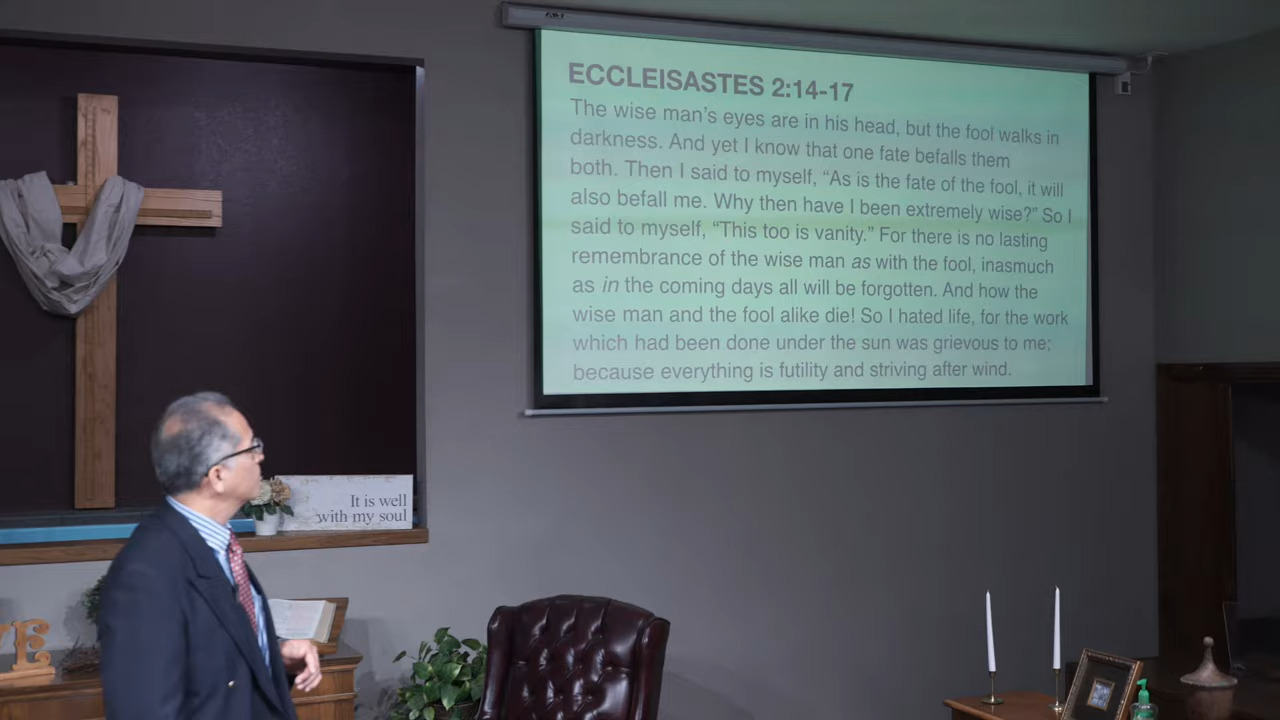 ECCLEISASTES 2:14-17
The wise man's eyes are in his head, but the fool walks in
darkness. And yet I know that one fate befalls them
both. Then I said to myself, “As is the fate of the fool, it will
also befall me. Why then have I been extremely wise?” So I
said to myself, “This too is vanity.” For there is no lasting
remembrance of the wise man as with the fool, inasmuch
as in the coming days all will be forgotten. And how the
wise man and the fool alike die! So I hated life, for the work
which had been done under the sun was grievous to me;
because everything is futility and striving after wind.
It is well
with my soul